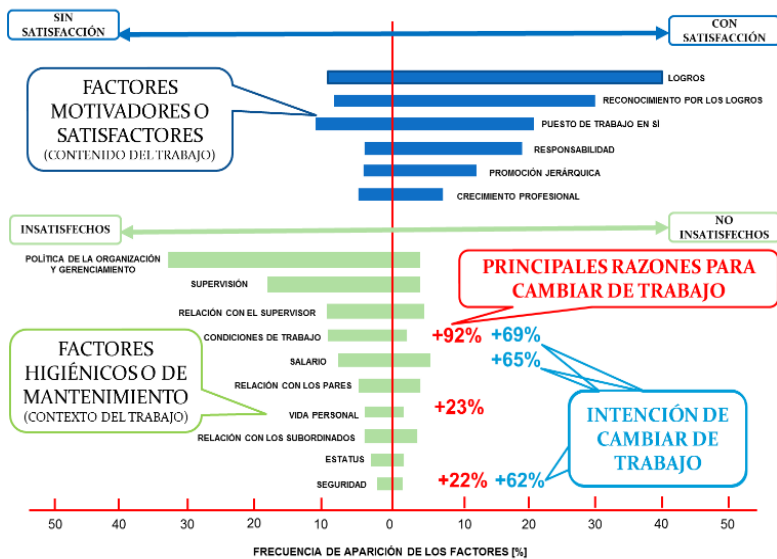 SIN
SATISFACCIÓN
CON
SATISFACCIÓN
FACTORES
MOTIVADORES O
SATISFACTORES
(CONTENIDO DEL TRABAJO)
LOGROS
RECONOCIMIENTO POR LOS LOGROS
PUESTO DE TRABAJO EN SÍ
RESPONSABILIDAD
PROMOCIÓN JERÁRQUICA
CRECIMIENTO PROFESIONAL
INSATISFECHOS
NO
INSATISFECHOS
POLÍTICA DE LA ORGANIZACIÓN
Y GERENCIAMIENTO
SUPERVISIÓN
RELACIÓN CON EL SUPERVISOR
CONDICIONES DE TRABAJO
SALARIO
RELACIÓN CON LOS PARES
VIDA PERSONAL
RELACIÓN CON LOS SUBORDINADOS
ESTATUS
SEGURIDAD
PRINCIPALES RAZONES PARA
CAMBIAR DE TRABAJO
+92% +69%
+65%
+23%
+22% +62%
FACTORES
HIGIÉNICOS O DE
MANTENIMIENTO
(CONTEXTO DEL TRABAJO)
INTENCIÓN DE
CAMBIAR DE
TRABAJO
50 40 30 20 10 0 10 20 30 40 50
FRECUENCIA DE APARICIÓN DE LOS FACTORES [%]